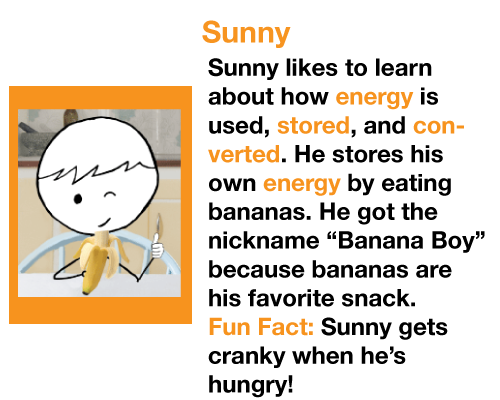 Sunny
Sunny likes to learn
about how energy is
used, stored, and con-
verted. He stores his
own energy by eating
bananas. He got the
nickname “Banana Boy”
because bananas are
his favorite snack.
Fun Fact: Sunny gets
cranky when he’s
hungry!